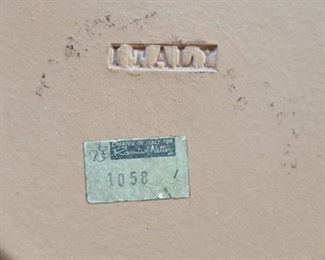 ITALY
CREATED IN ITALY FOR
Rosenthal Netter
1058 /